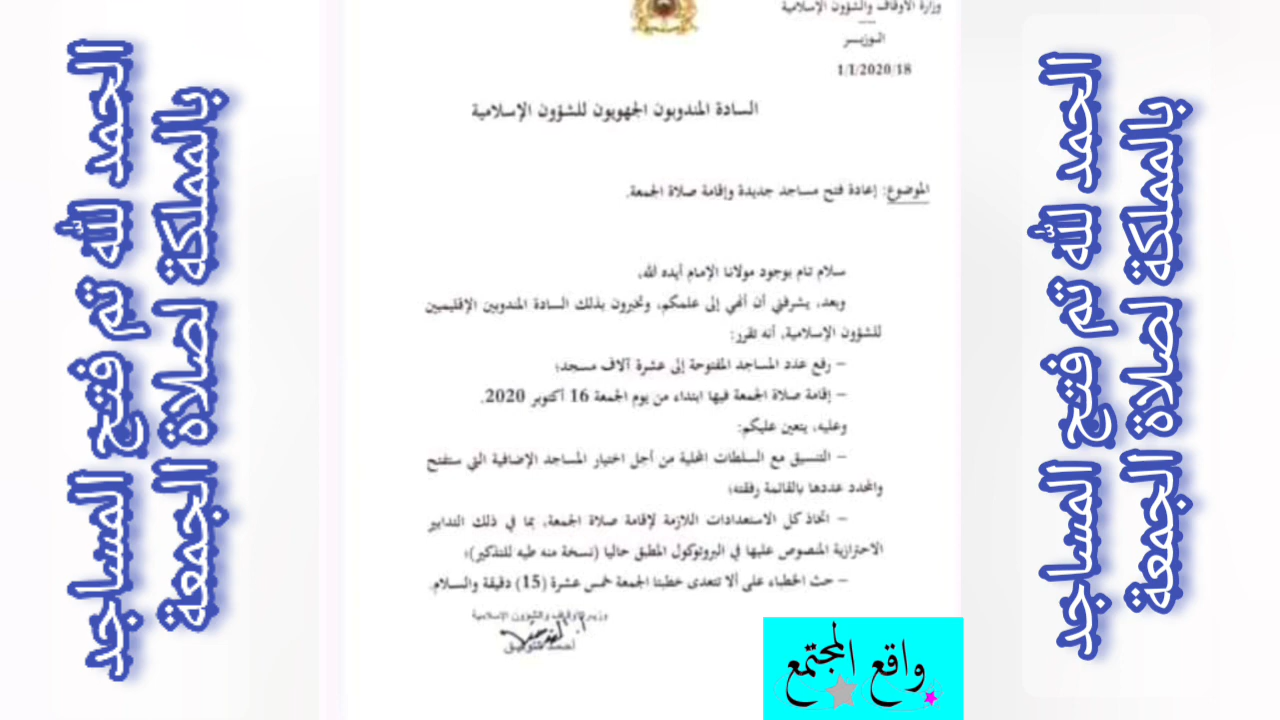 الحمد لله تم فتح المساجد
بالمملكة لصلاة الجمعة
وزارة الأوقاف والشؤون الإسلامية
الوزيــر
1/I/2020/18
السادة المندوبون الجهويون للشؤون الإسلامية
الموضوع: إعادة فتح مساجد جديدة وإقامة صلاة الجمعة.
سلام تام بوجود مولانا الإمام أيده الله،
وبعد، يشرفني أن أنهي إلى علمكم، وتخبرون بذلك السادة المندوبين الإقليميين
للشؤون الإسلامية، أنه تقرر:
– رفع عدد المساجد المفتوحة إلى عشرة آلاف مسجد؛
– إقامة صلاة الجمعة فيها ابتداء من يوم الجمعة 16 أكتوبر 2020.
وعليه، يتعين عليكم:
– التنسيق مع السلطات المحلية من أجل اختيار المساجد الإضافية التي ستفتح
والمحدد عددها بالقائمة رفقته؛
– اتخاذ كل الاستعدادات اللازمة لإقامة صلاة الجمعة، بما في ذلك التدابير
الاحترازية المنصوص عليها في البروتوكول المطبق حاليا (نسخة منه طيه للتذكير)؛
– حث الخطباء على ألا تتعدى خطبتا الجمعة خمس عشرة (15) دقيقة والسلام.
وزير الأوقاف والشؤون الإسلامية
أحمد التوفيق
واقع المجتمع
الحمد لله تم فتح المساجد
بالمملكة لصلاة الجمعة